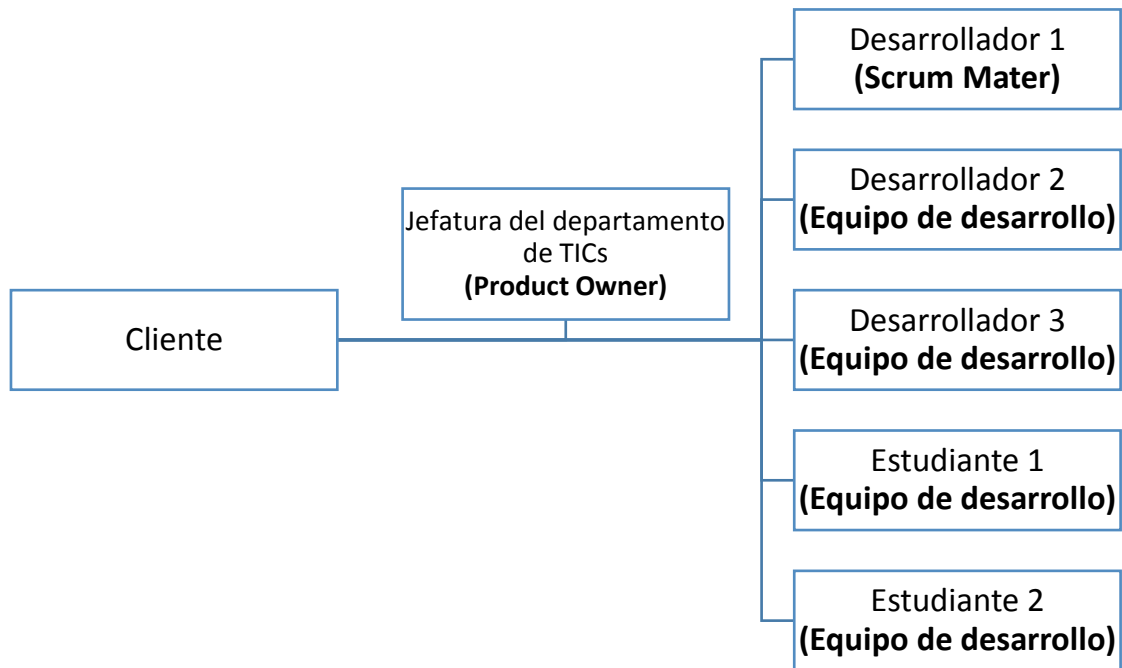 Cliente
Jefatura del departamento
de TICs
(Product Owner)
Desarrollador 1
(Scrum Mater)
Desarrollador 2
(Equipo de desarrollo)
Desarrollador 3
(Equipo de desarrollo)
Estudiante 1
(Equipo de desarrollo)
Estudiante 2
(Equipo de desarrollo)